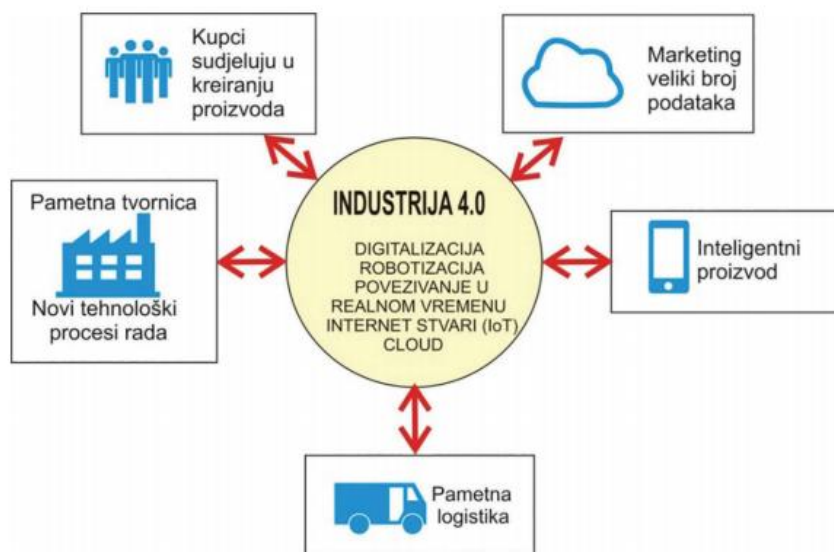 Kupci
sudjeluju u
kreiranju
proizvoda
Marketing
veliki broj
podataka
Pametna tvornica
Novi tehnološki
procesi rada
INDUSTRIJA 4.0
DIGITALIZACIJA
ROBOTIZACIJA
POVEZIVANJE U
REALNOM VREMENU
INTERNET STVARI (IoT)
CLOUD
Inteligentni
proizvod
Pametna
logistika